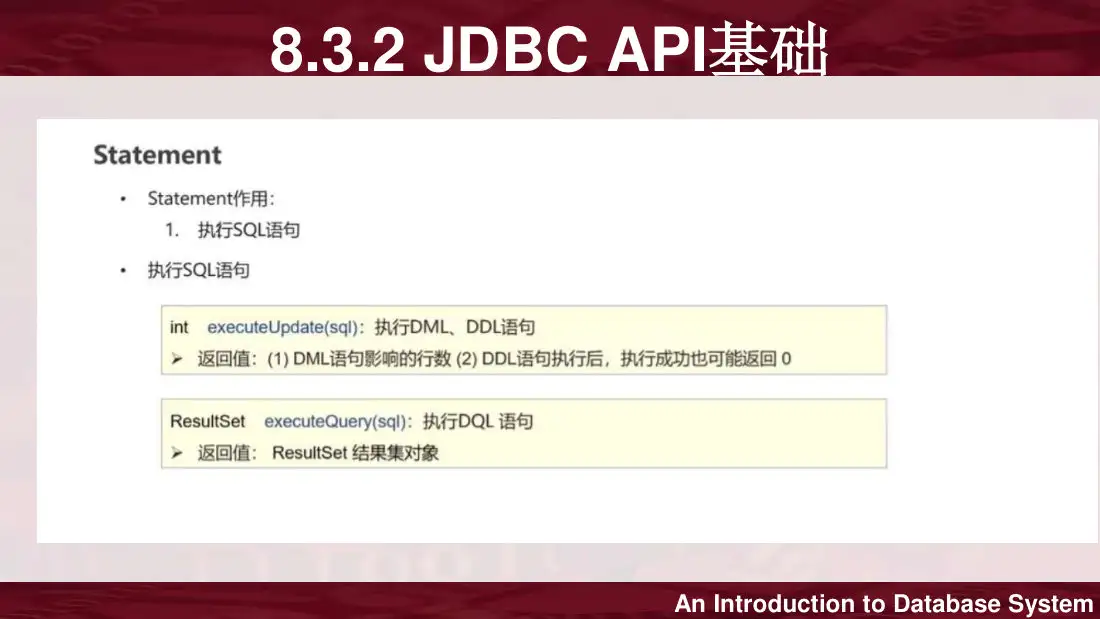 8.3.2 JDBC API基础
Statement
• Statement作用：
1. 执行SQL语句
• 执行SQL语句
int executeUpdate(sql)：执行DML、DDL语句
➢ 返回值：(1) DML语句影响的行数 (2) DDL语句执行后，执行成功也可能返回 0
ResultSet executeQuery(sql)：执行DQL 语句
➢ 返回值： ResultSet 结果集对象
An Introduction to Database System